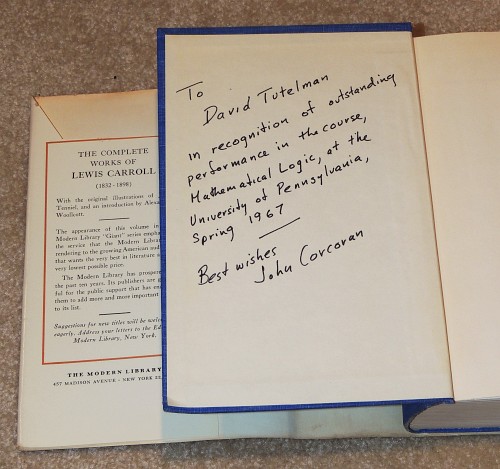 THE COMPLETE
WORKS OF
LEWIS CARROLL
(1832-1898)
With the original illustrations of
Tenniel, and an introduction by
Woollcott.
The appearance of this volume in
Modern Library "Giant" series
the service that the Modern
rendering to the growing American
that wants the very best in literature
very lowest possible price.
The Modern Library has
the past ten years. Its publishers are
ful for the public support that has
them to add more and more important
to its list.
Suggestions for new titles will be
eagerly. Address your letters to the
Modern Library, New York.
THE MODERN LIBRARY
457 MADISON AVENUE · NEW YORK 22,
To
David Tutelman
In recognition of outstanding
performance in the course,
Mathematical Logic, at the
University of Pennsylvania,
Spring 1967
Best wishes
John Corcoran